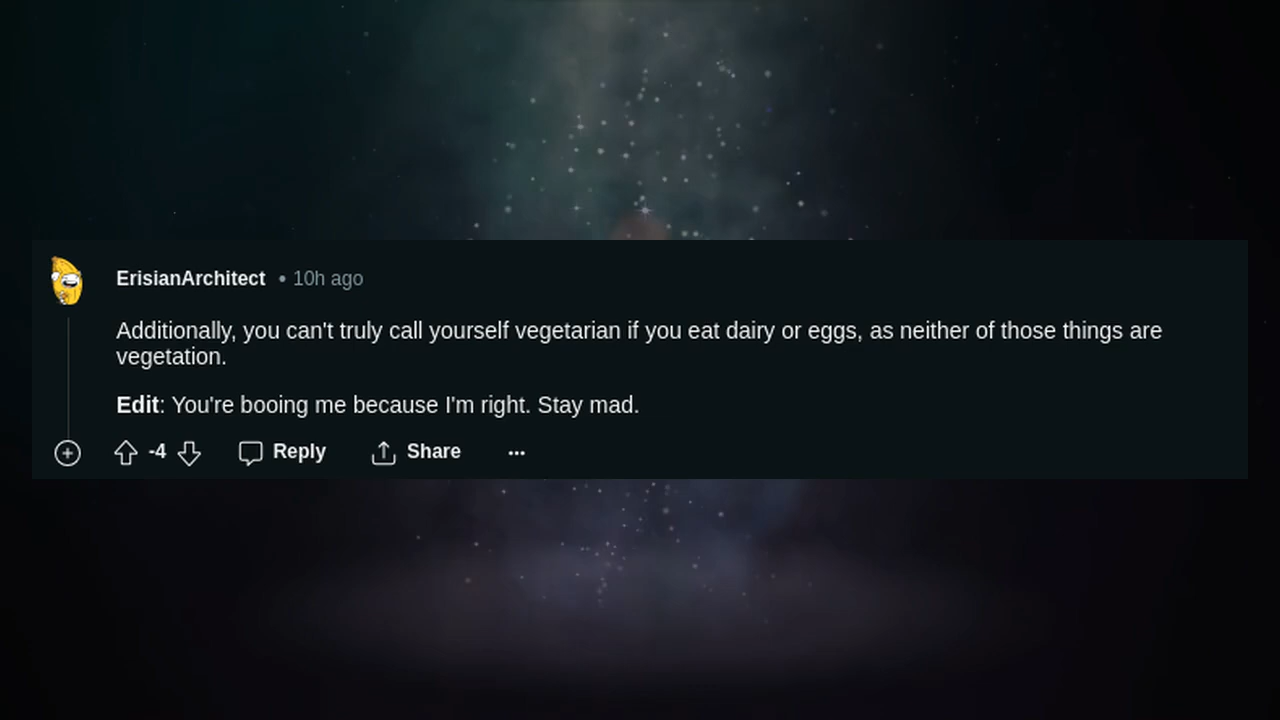 ErisianArchitect • 10h ago
Additionally, you can't truly call yourself vegetarian if you eat dairy or eggs, as neither of those things are
vegetation.
Edit: You're booing me because I'm right. Stay mad.
-4 Reply Share ...